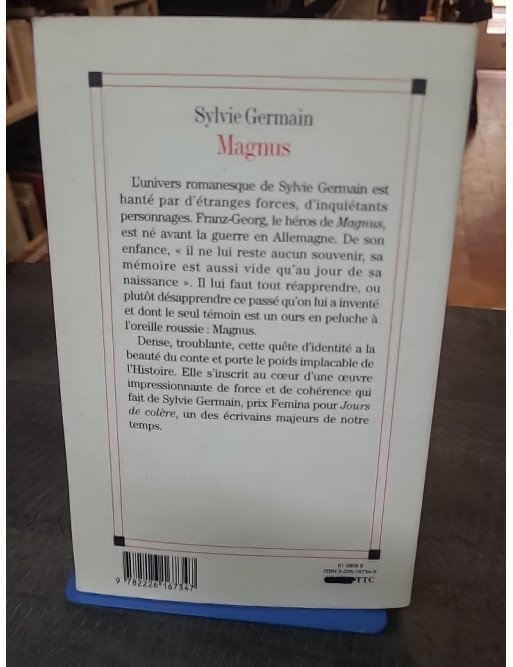 Sylvie Germain
Magnus
L'univers romanesque de Sylvie Germain est
hanté par d'étranges forces, d'inquiétants
personnages. Franz-Georg, le héros de Magnus,
est né avant la guerre en Allemagne. De son
enfance, « il ne lui reste aucun souvenir, sa
mémoire est aussi vide qu'au jour de sa
naissance ». Il lui faut tout réapprendre, ou
plutôt désapprendre ce passé qu'on lui a inventé
et dont le seul témoin est un ours en peluche à
l'oreille roussie : Magnus.
Dense, troublante, cette quête d'identité a la
beauté du conte et porte le poids implacable de
l'Histoire. Elle s'inscrit au cœur d'une œuvre
impressionnante de force et de cohérence qui
fait de Sylvie Germain, prix Femina pour Jours
de colère, un des écrivains majeurs de notre
temps.
ISBN 2-226-16734-X
TTC
9 782226 167347